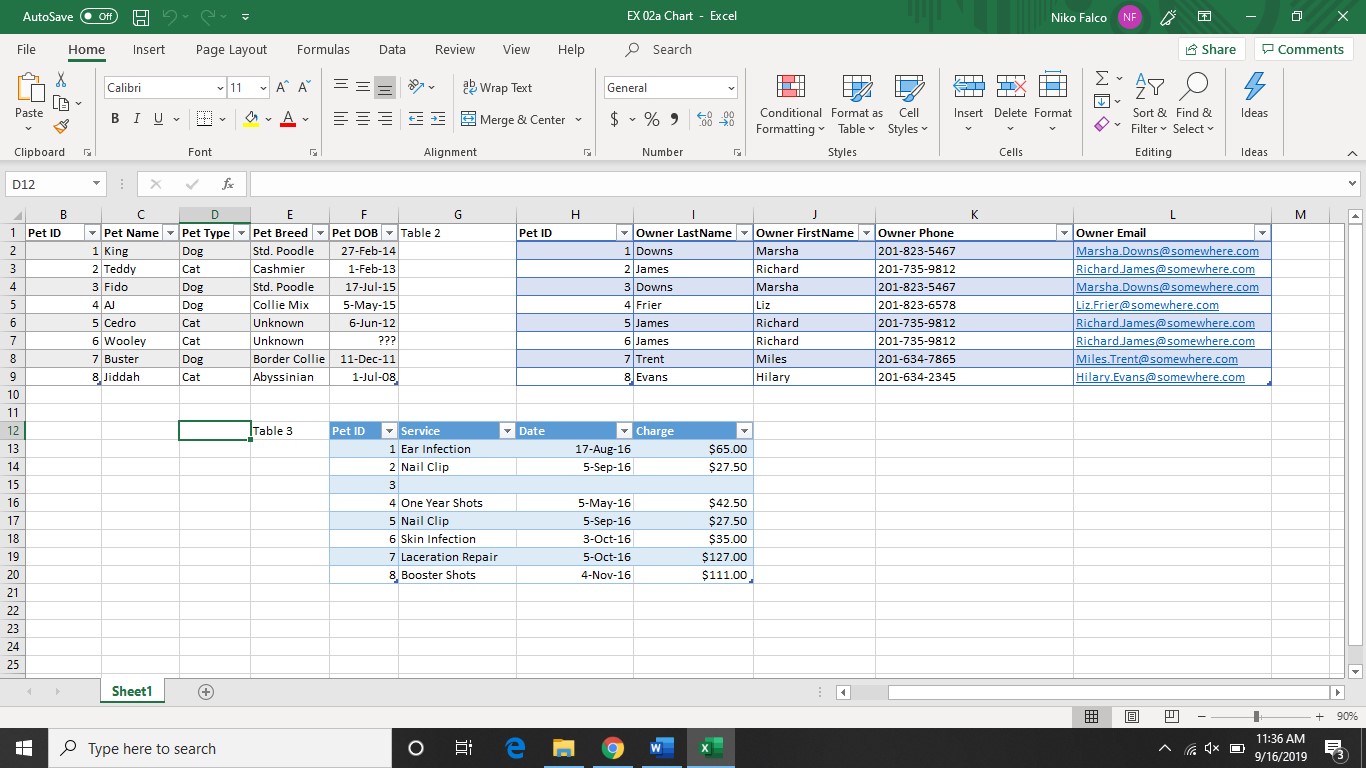 AutoSave Off EX 02a Chart - Excel Niko Falco NF
File Home Insert Page Layout Formulas Data Review View Help Search Share Comments
Calibri 11 Wrap Text General
Paste B I U A Merge & Center $ % Conditional Formatting Format as Table Cell Styles Insert Delete Format Sort & Filter Find & Select Ideas
Clipboard Font Alignment Number Styles Cells Editing Ideas
D12 fx
B C D E F G H I J K L M
1 Pet ID Pet Name Pet Type Pet Breed Pet DOB Table 2 Pet ID Owner LastName Owner FirstName Owner Phone Owner Email
2 1 King Dog Std. Poodle 27-Feb-14 1 Downs Marsha 201-823-5467 Marsha.Downs@somewhere.com
3 2 Teddy Cat Cashmier 1-Feb-13 2 James Richard 201-735-9812 Richard.James@somewhere.com
4 3 Fido Dog Std. Poodle 17-Jul-15 3 Downs Marsha 201-823-5467 Marsha.Downs@somewhere.com
5 4 AJ Dog Collie Mix 5-May-15 4 Frier Liz 201-823-6578 Liz.Frier@somewhere.com
6 5 Cedro Cat Unknown 6-Jun-12 5 James Richard 201-735-9812 Richard.James@somewhere.com
7 6 Wooley Cat Unknown ??? 6 James Richard 201-735-9812 Richard.James@somewhere.com
8 7 Buster Dog Border Collie 11-Dec-11 7 Trent Miles 201-634-7865 Miles.Trent@somewhere.com
9 8 Jiddah Cat Abyssinian 1-Jul-08 8 Evans Hilary 201-634-2345 Hilary.Evans@somewhere.com
10
11
12 Table 3 Pet ID Service Date Charge
13 1 Ear Infection 17-Aug-16 $65.00
14 2 Nail Clip 5-Sep-16 $27.50
15 3
16 4 One Year Shots 5-May-16 $42.50
17 5 Nail Clip 5-Sep-16 $27.50
18 6 Skin Infection 3-Oct-16 $35.00
19 7 Laceration Repair 5-Oct-16 $127.00
20 8 Booster Shots 4-Nov-16 $111.00
21
22
23
24
25
Sheet1
90%
Type here to search 11:36 AM
9/16/2019 3